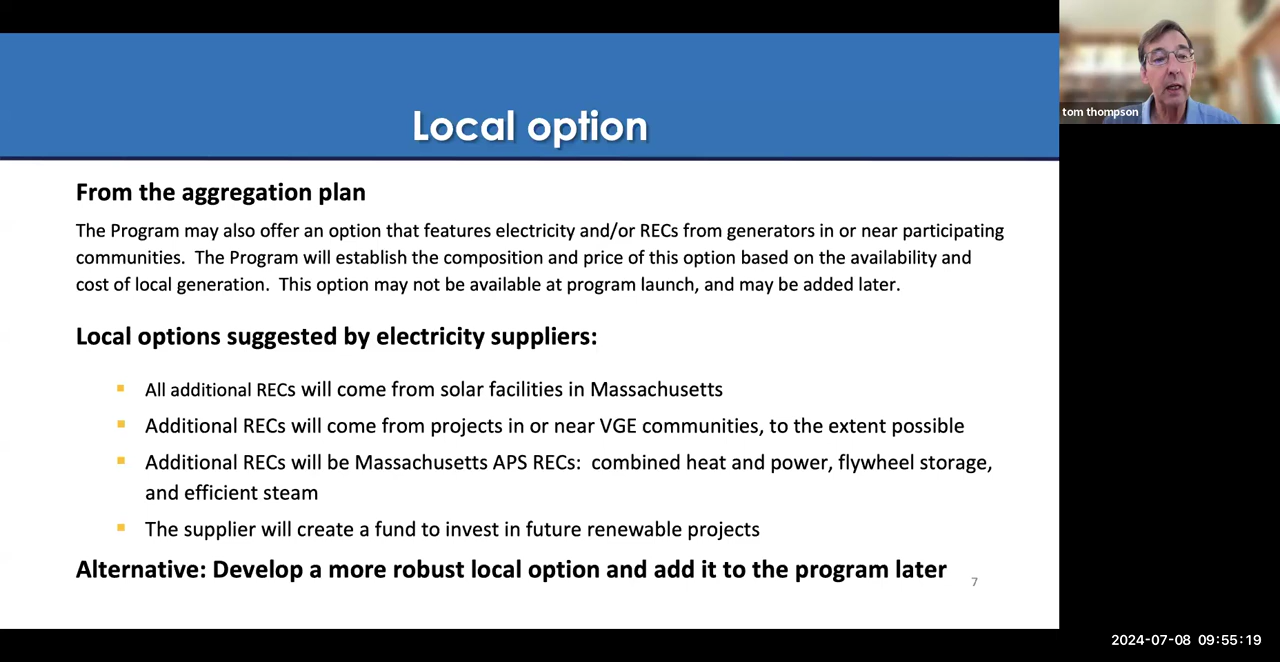 Local option
tom thompson
From the aggregation plan
The Program may also offer an option that features electricity and/or RECs from generators in or near participating
communities.  The Program will establish the composition and price of this option based on the availability and
cost of local generation.  This option may not be available at program launch, and may be added later.
Local options suggested by electricity suppliers:
▪ All additional RECs will come from solar facilities in Massachusetts
▪ Additional RECs will come from projects in or near VGE communities, to the extent possible
▪ Additional RECs will be Massachusetts APS RECs:  combined heat and power, flywheel storage,
and efficient steam
▪ The supplier will create a fund to invest in future renewable projects
Alternative: Develop a more robust local option and add it to the program later
7
2024-07-08 09:55:19